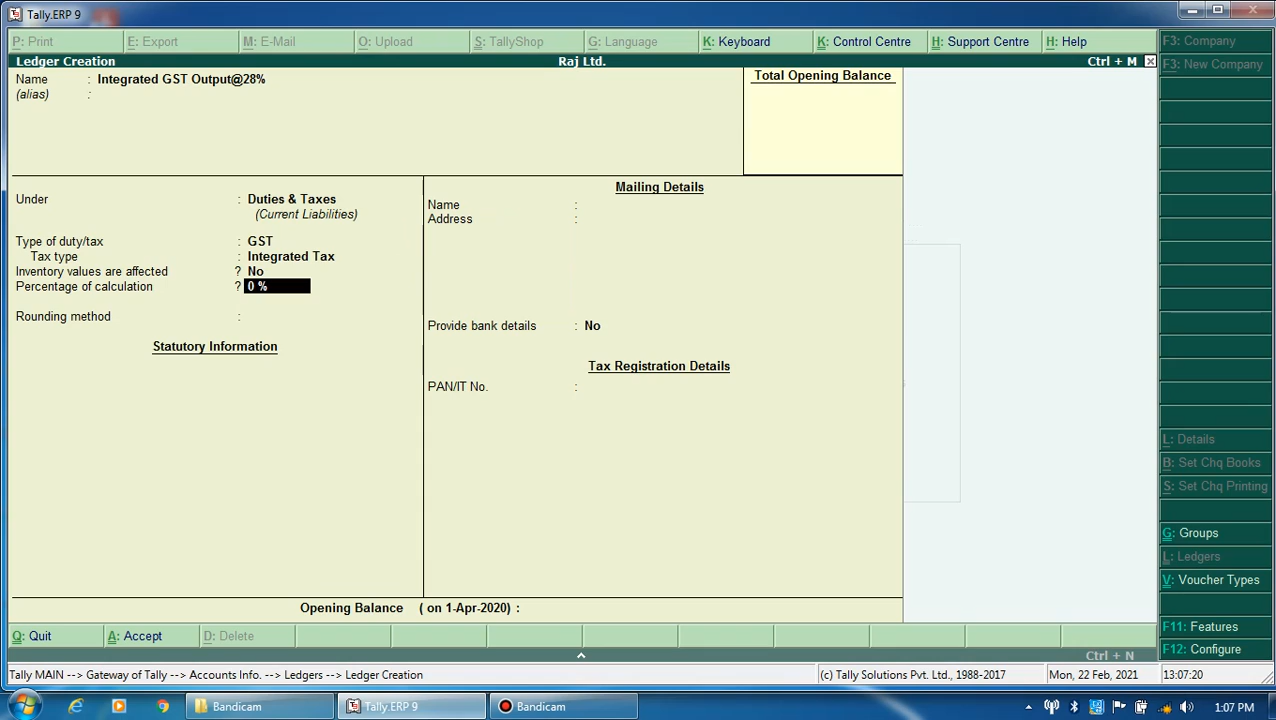 Tally.ERP 9
P: Print
E: Export
M: E-Mail
O: Upload
S: TallyShop
G: Language
K: Keyboard
K: Control Centre
H: Support Centre
H: Help
Ledger Creation
Raj Ltd.
Ctrl + M
Name : Integrated GST Output@28%
(alias) :
Total Opening Balance
Under : Duties & Taxes
(Current Liabilities)
Type of duty/tax : GST
Tax type : Integrated Tax
Inventory values are affected ? No
Percentage of calculation ? 0 %
Rounding method :
Statutory Information
Mailing Details
Name :
Address :
Provide bank details : No
Tax Registration Details
PAN/IT No. :
Opening Balance ( on 1-Apr-2020) :
F3: Company
F3: New Company
L: Details
B: Set Chq Books
S: Set Chq Printing
G: Groups
L: Ledgers
V: Voucher Types
F11: Features
F12: Configure
Q: Quit
A: Accept
D: Delete
Ctrl + N
Tally MAIN --> Gateway of Tally --> Accounts Info. --> Ledgers --> Ledger Creation
(c) Tally Solutions Pvt. Ltd., 1988-2017
Mon, 22 Feb, 2021
13:07:20
Bandicam
Tally.ERP 9
Bandicam
1:07 PM